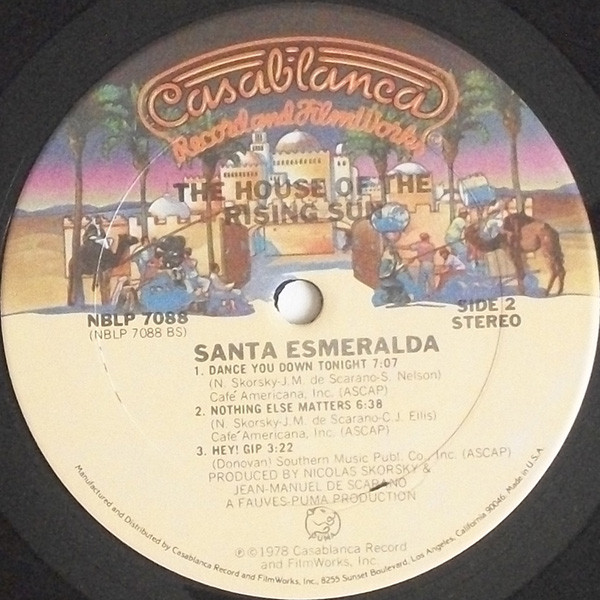 Casablanca
Record and FilmWorks
THE HOUSE OF THE
RISING SUN
NBLP 7088
(NBLP 7088 BS)
SIDE 2
STEREO
SANTA ESMERALDA
1. DANCE YOU DOWN TONIGHT 7:07
(N. Skorsky-J.M. de Scarano-S. Nelson)
Café Americana, Inc. (ASCAP)
2. NOTHING ELSE MATTERS 6:38
(N. Skorsky-J.M. de Scarano-C.J. Ellis)
Café Americana, Inc. (ASCAP)
3. HEY! GIP 3:22
(Donovan) Southern Music Publ. Co., Inc. (ASCAP)
PRODUCED BY NICOLAS SKORSKY &
JEAN-MANUEL DE SCARANO
A FAUVES-PUMA PRODUCTION
PUMA
℗©1978 Casablanca Record
and FilmWorks, Inc.
Manufactured and Distributed by Casablanca Record and FilmWorks, Inc., 8255 Sunset Boulevard, Los Angeles, California 90046, Made in U.S.A.